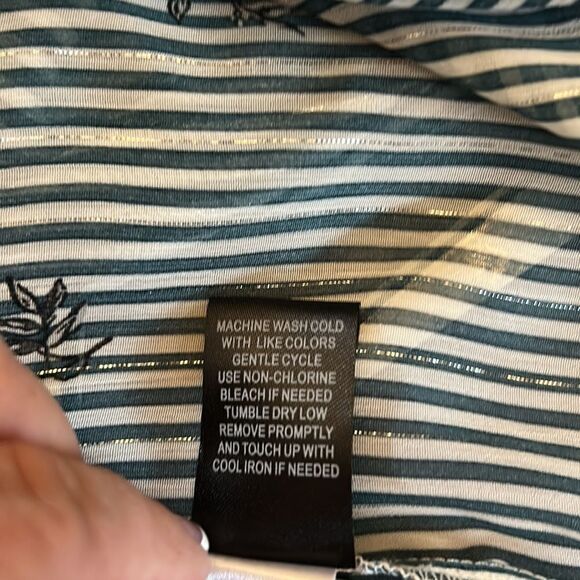 MACHINE WASH COLD
WITH LIKE COLORS
GENTLE CYCLE
USE NON-CHLORINE
BLEACH IF NEEDED
TUMBLE DRY LOW
REMOVE PROMPTLY
AND TOUCH UP WITH
COOL IRON IF NEEDED